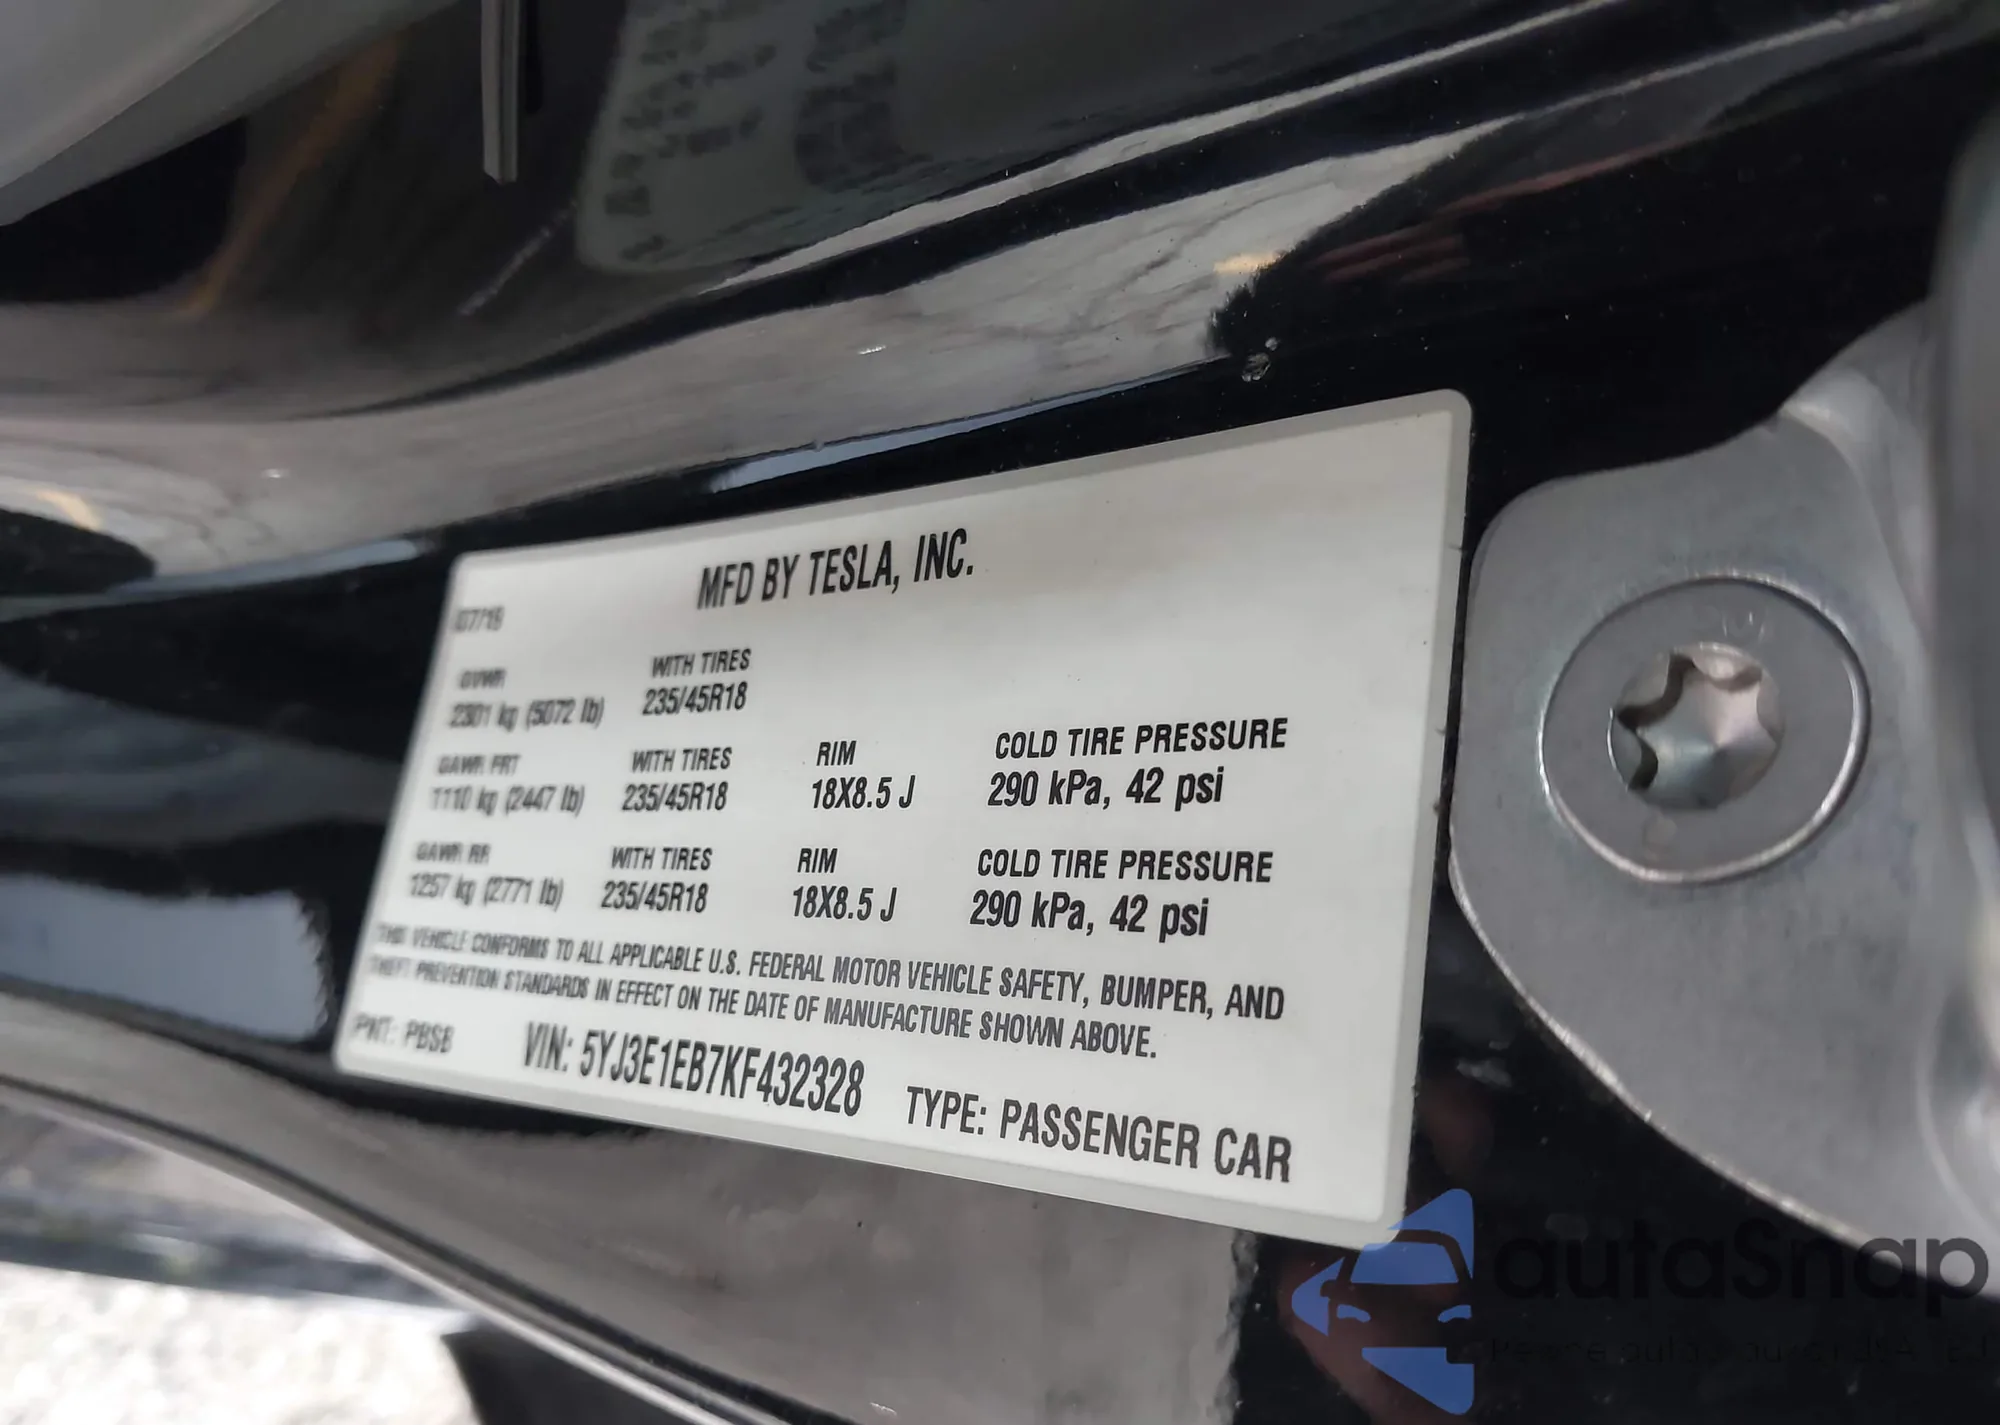 MFD BY TESLA, INC.
GVWR WITH TIRES
2301 kg (5072 lb) 235/45R18
GAWR FRT WITH TIRES RIM COLD TIRE PRESSURE
1110 kg (2447 lb) 235/45R18 18X8.5 J 290 kPa, 42 psi
GAWR RR WITH TIRES RIM COLD TIRE PRESSURE
1257 kg (2771 lb) 235/45R18 18X8.5 J 290 kPa, 42 psi
THIS VEHICLE CONFORMS TO ALL APPLICABLE U.S. FEDERAL MOTOR VEHICLE SAFETY, BUMPER, AND
THEFT PREVENTION STANDARDS IN EFFECT ON THE DATE OF MANUFACTURE SHOWN ABOVE.
PNT: PBSB VIN: 5YJ3E1EB7KF432328 TYPE: PASSENGER CAR
autoSnap